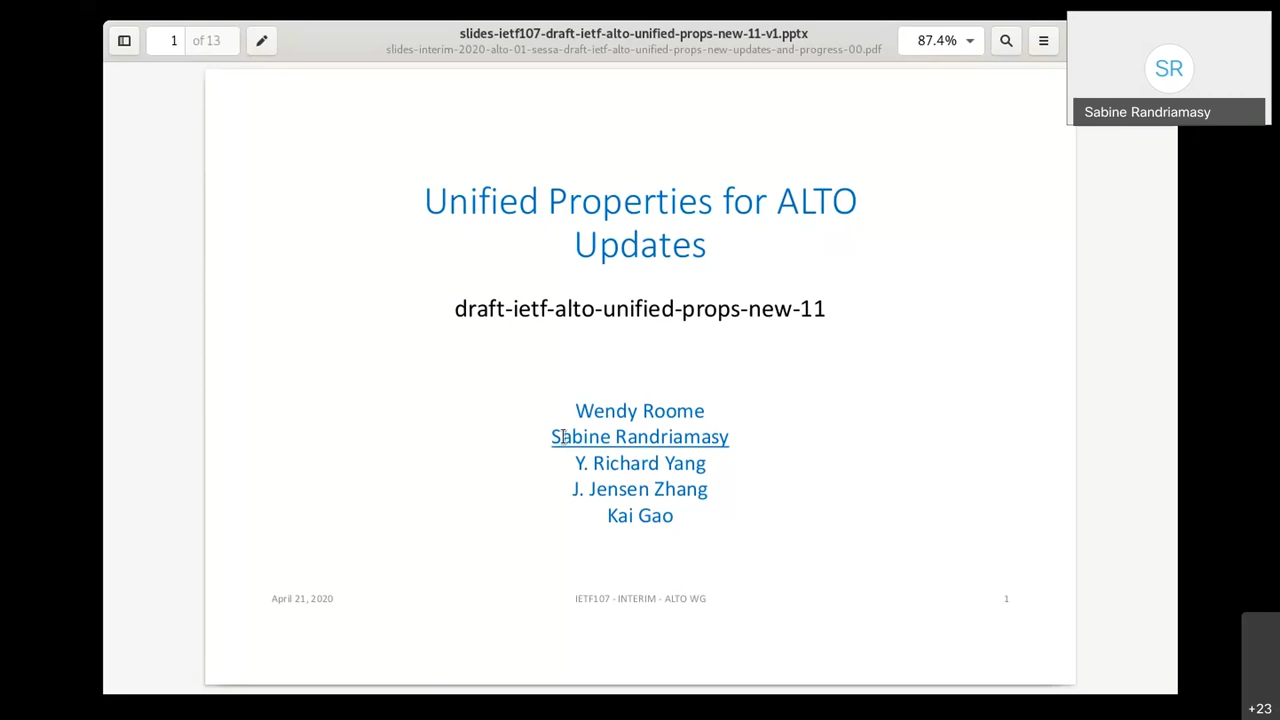 1 of 13
slides-ietf107-draft-ietf-alto-unified-props-new-11-v1.pptx
slides-interim-2020-alto-01-sessa-draft-ietf-alto-unified-props-new-updates-and-progress-00.pdf
87.4%
SR
Sabine Randriamasy
Unified Properties for ALTO
Updates
draft-ietf-alto-unified-props-new-11
Wendy Roome
Sabine Randriamasy
Y. Richard Yang
J. Jensen Zhang
Kai Gao
April 21, 2020
IETF107 - INTERIM - ALTO WG
1
+23